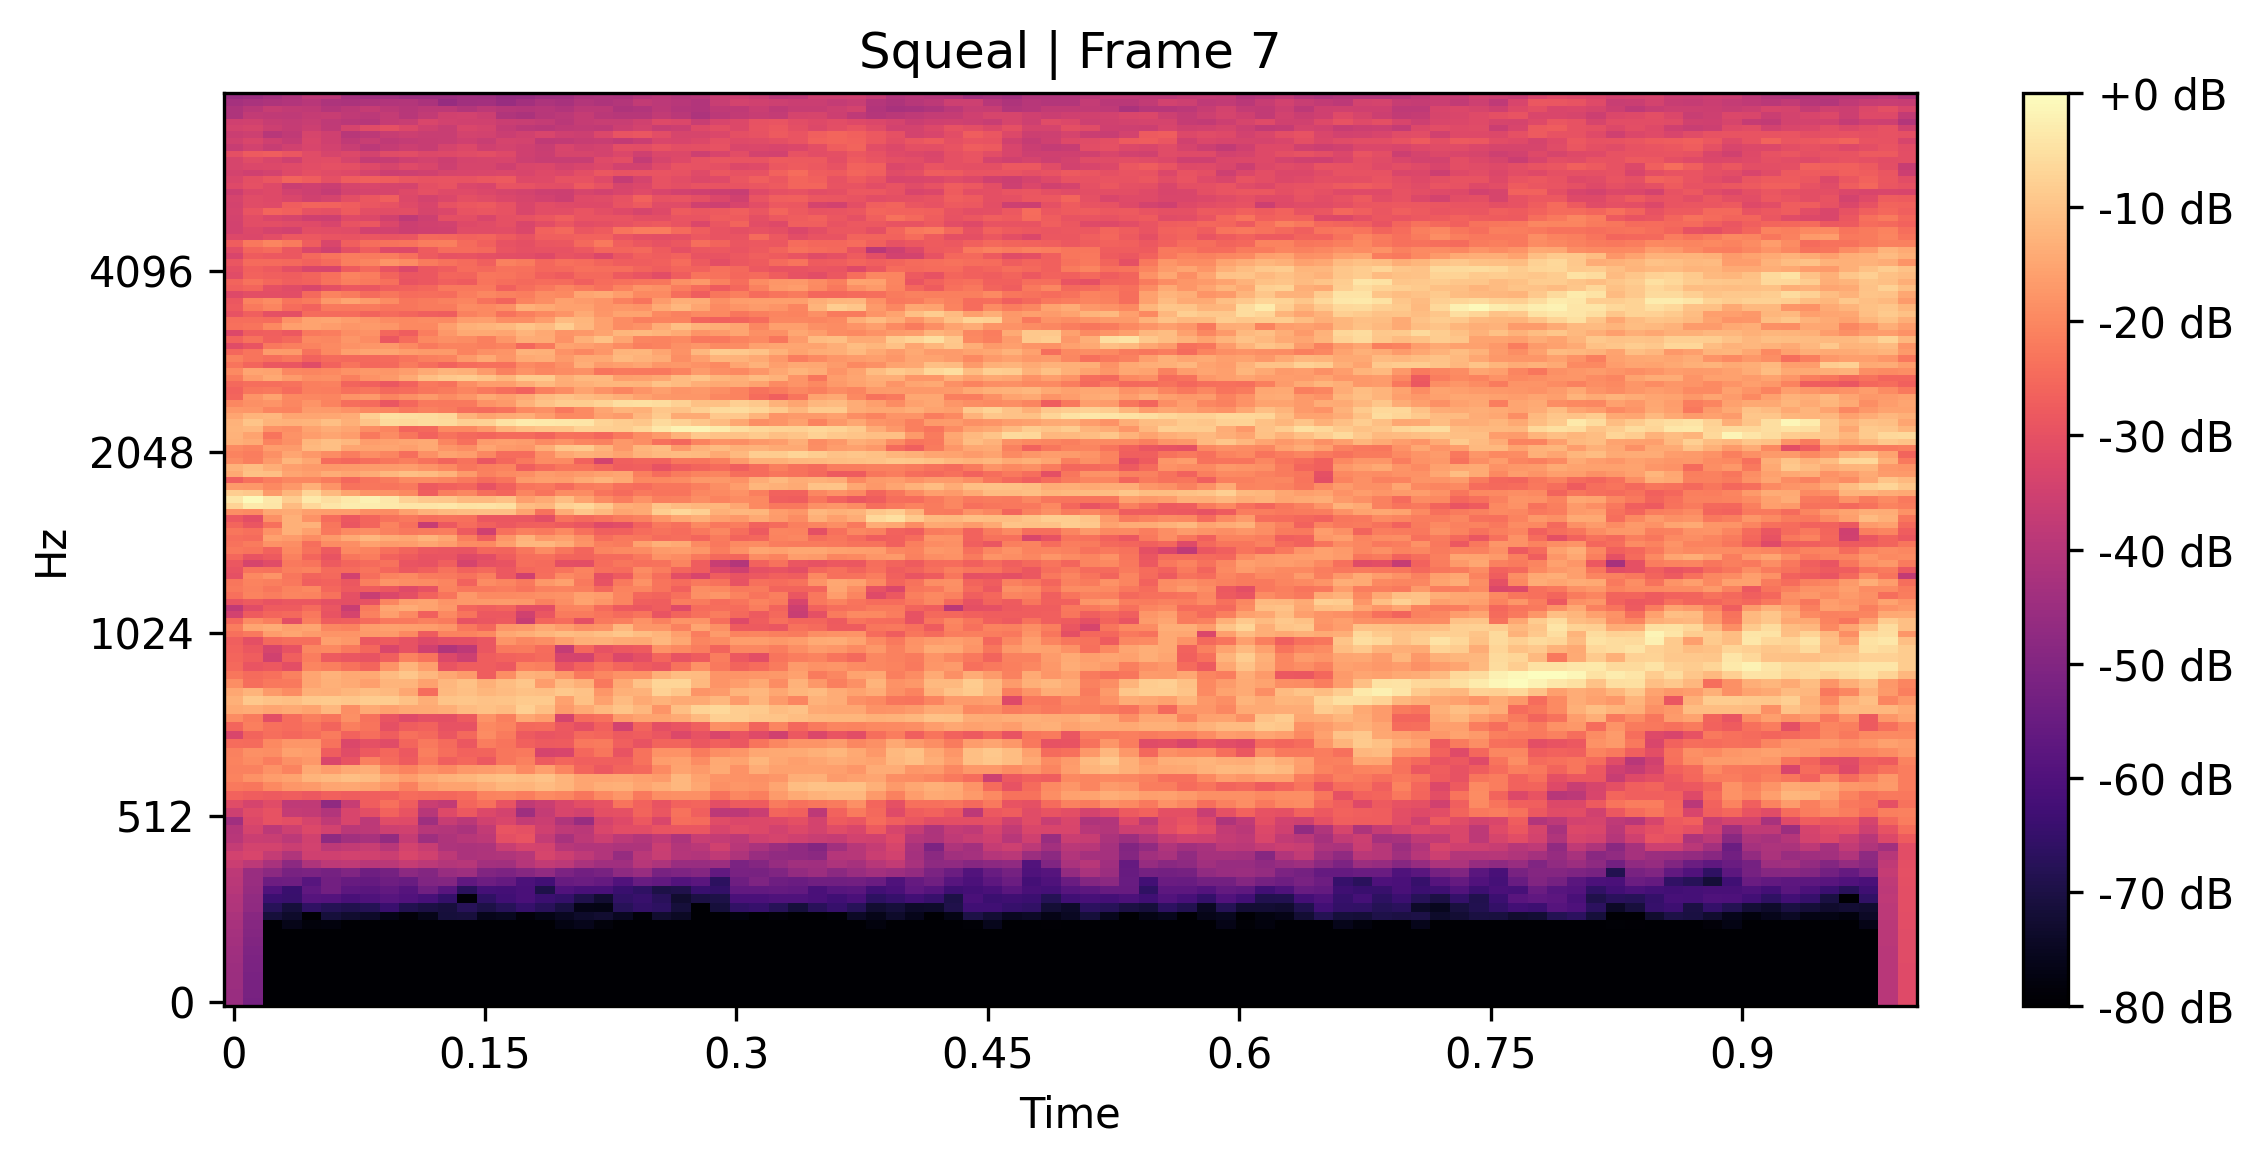 Squeal | Frame 7
+0 dB
-10 dB
-20 dB
-30 dB
-40 dB
-50 dB
-60 dB
-70 dB
-80 dB
Hz
4096
2048
1024
512
0
0 0.15 0.3 0.45 0.6 0.75 0.9
Time